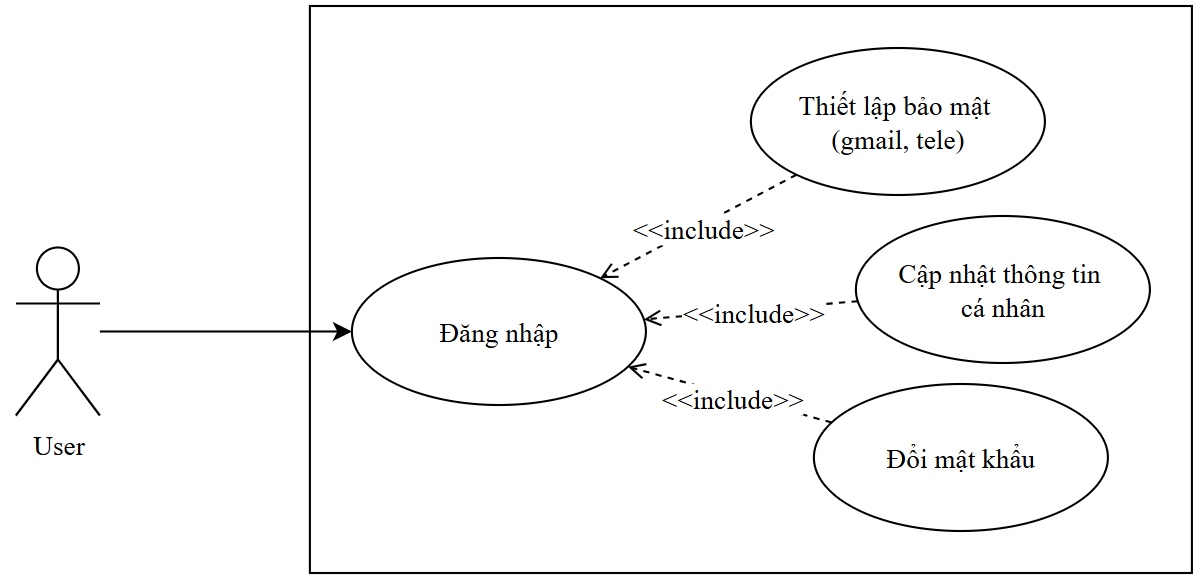 Thiết lập bảo mật
(gmail, tele)
<<include>>
Cập nhật thông tin
cá nhân
<<include>>
Đăng nhập
<<include>>
Đổi mật khẩu
User